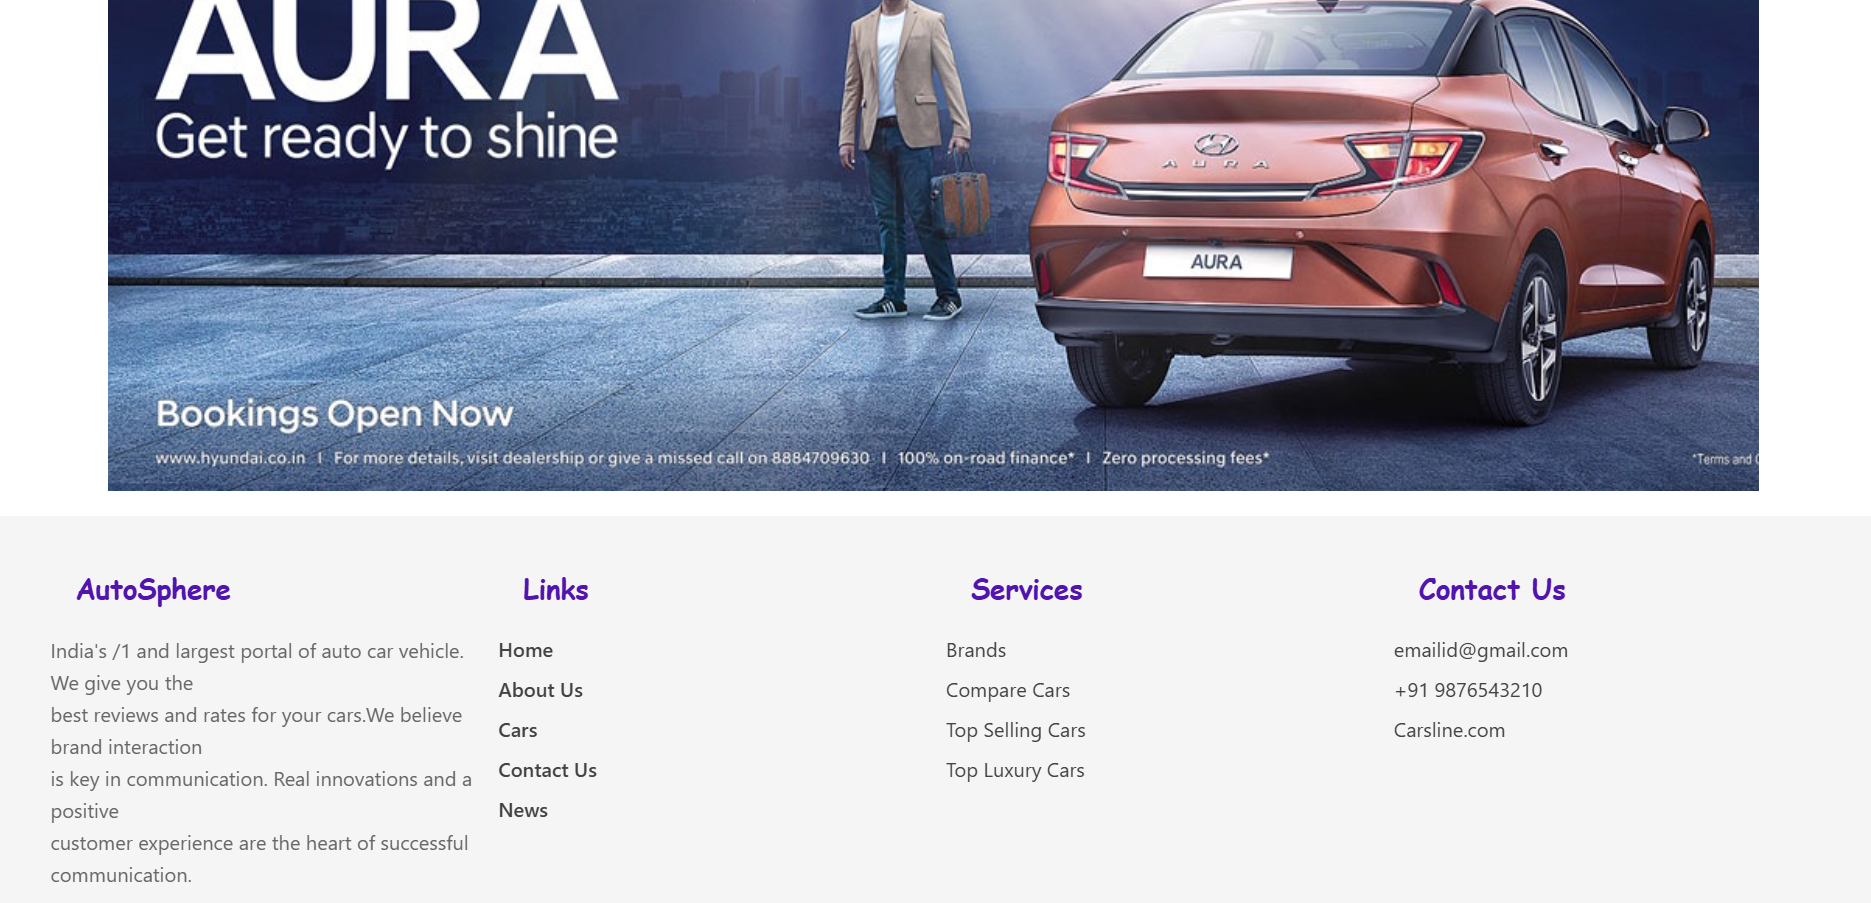 AURA
Get ready to shine
AURA
AURA
Bookings Open Now
www.hyundai.co.in | For more details, visit dealership or give a missed call on 8884709630 | 100% on-road finance* | Zero processing fees*
*Terms and
AutoSphere
India's /1 and largest portal of auto car vehicle.
We give you the
best reviews and rates for your cars.We believe
brand interaction
is key in communication. Real innovations and a
positive
customer experience are the heart of successful
communication.
Links
Home
About Us
Cars
Contact Us
News
Services
Brands
Compare Cars
Top Selling Cars
Top Luxury Cars
Contact Us
emailid@gmail.com
+91 9876543210
Carsline.com